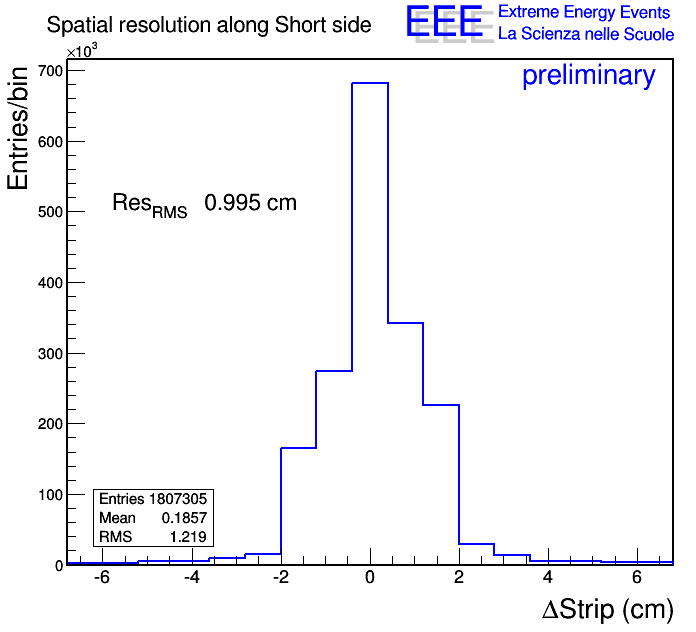 Spatial resolution along Short side
EEE Extreme Energy Events
La Scienza nelle Scuole
×10³
preliminary
Entries/bin
700
600
500
400
300
200
100
0
Res_RMS 0.995 cm
Entries 1807305
Mean 0.1857
RMS 1.219
-6 -4 -2 0 2 4 6
ΔStrip (cm)